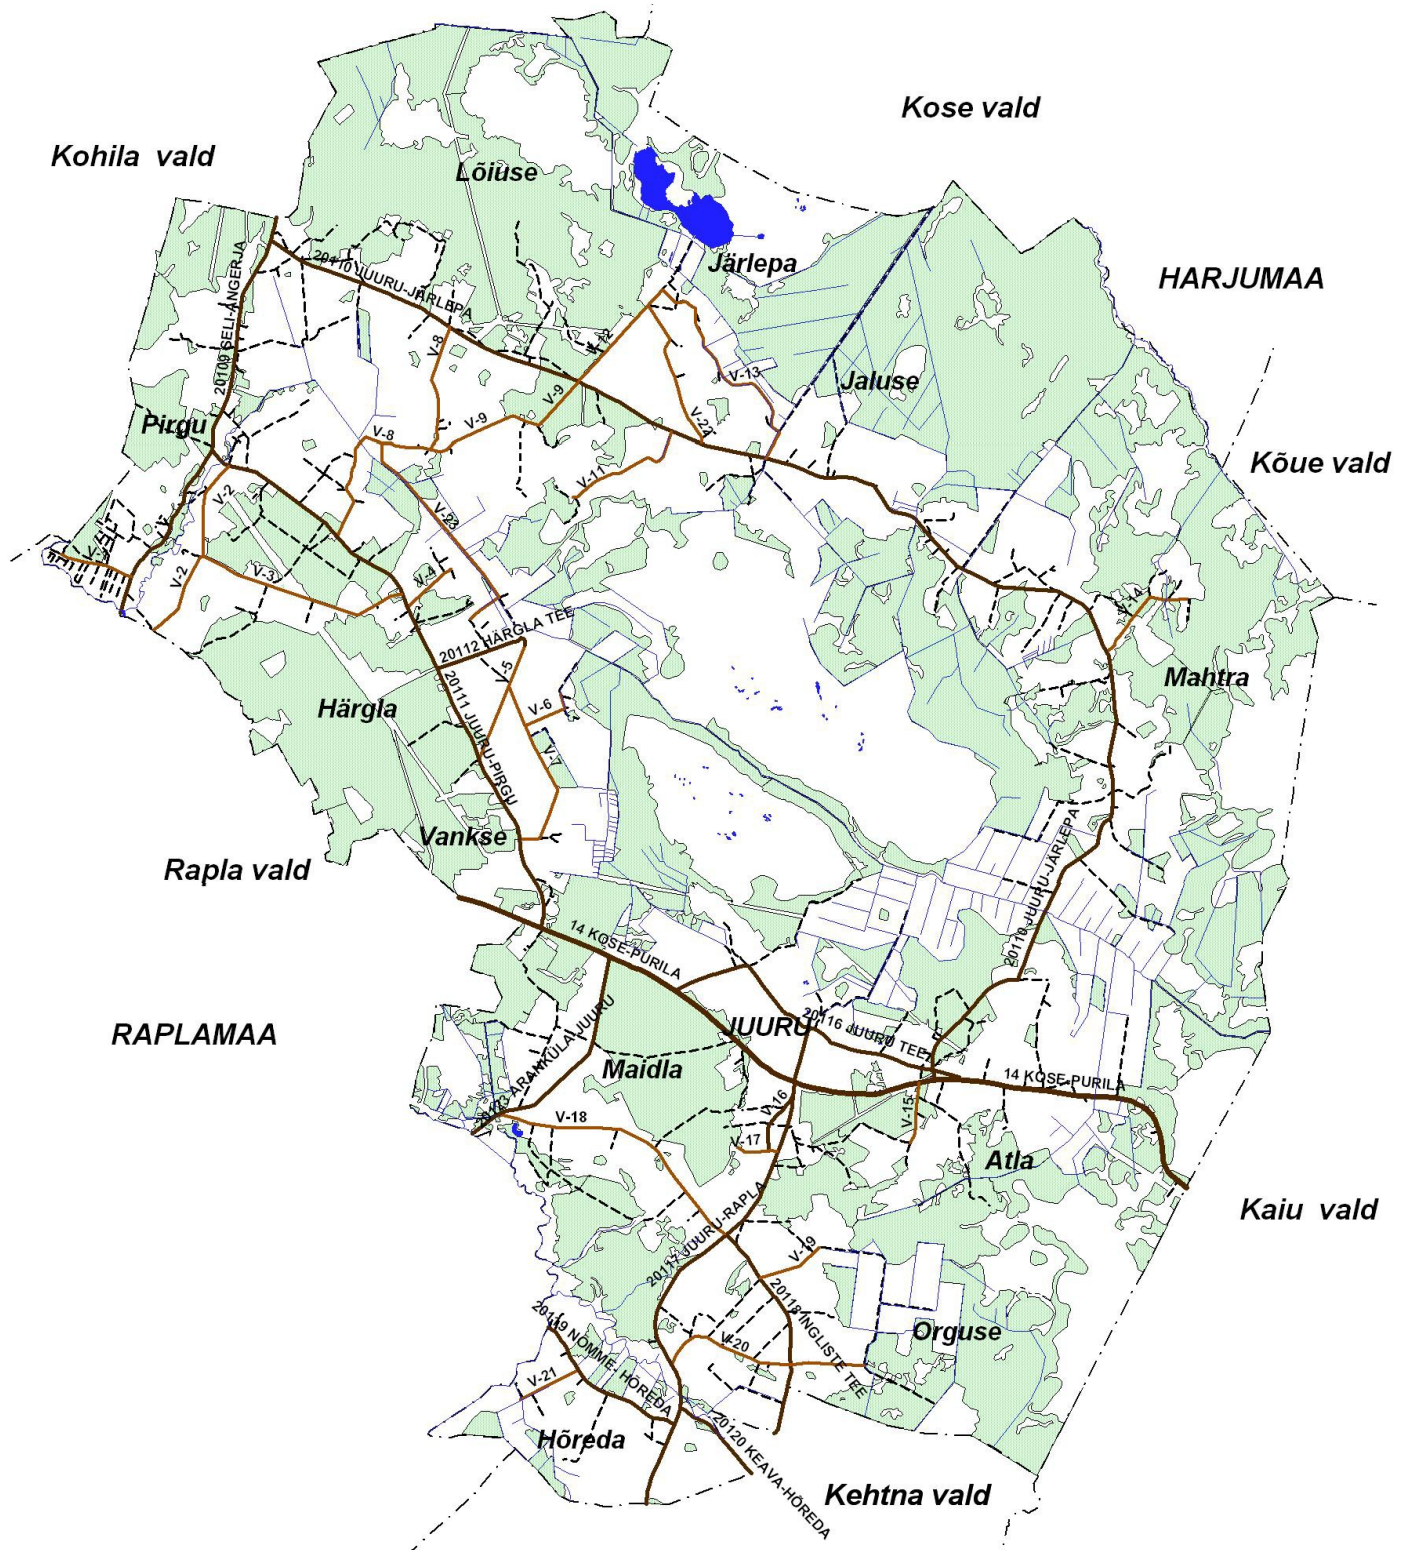 Kose vald
Kohila vald
Lõiuse
Järlepa
HARJUMAA
20110 JUURU-JÄRLEPA
20109 SELI-ANGERJA
V-8
V-12
V-13
Jaluse
V-9
V-9
V-22
Pirgu
V-8
Kõue vald
V-11
V-2
V-23
V-2
V-3
V-4
V-14
20112 HÄRGLA TEE
V-5
Mahtra
Härgla
V-6
20111 JUURU-PIRGU
V-7
Vankse
20110 JUURU-JÄRLEPA
Rapla vald
14 KOSE-PURILA
RAPLAMAA
JUURU
20116 JUURU TEE
Maidla
14 KOSE-PURILA
V-18
V-16
V-15
V-17
Atla
Kaiu vald
20117 JUURU-RAPLA
V-19
20118 INGLISTE TEE
Orguse
V-20
20119 NÕMME- HÕREDA
V-21
Hõreda
20120 KEAVA-HÕREDA
Kehtna vald